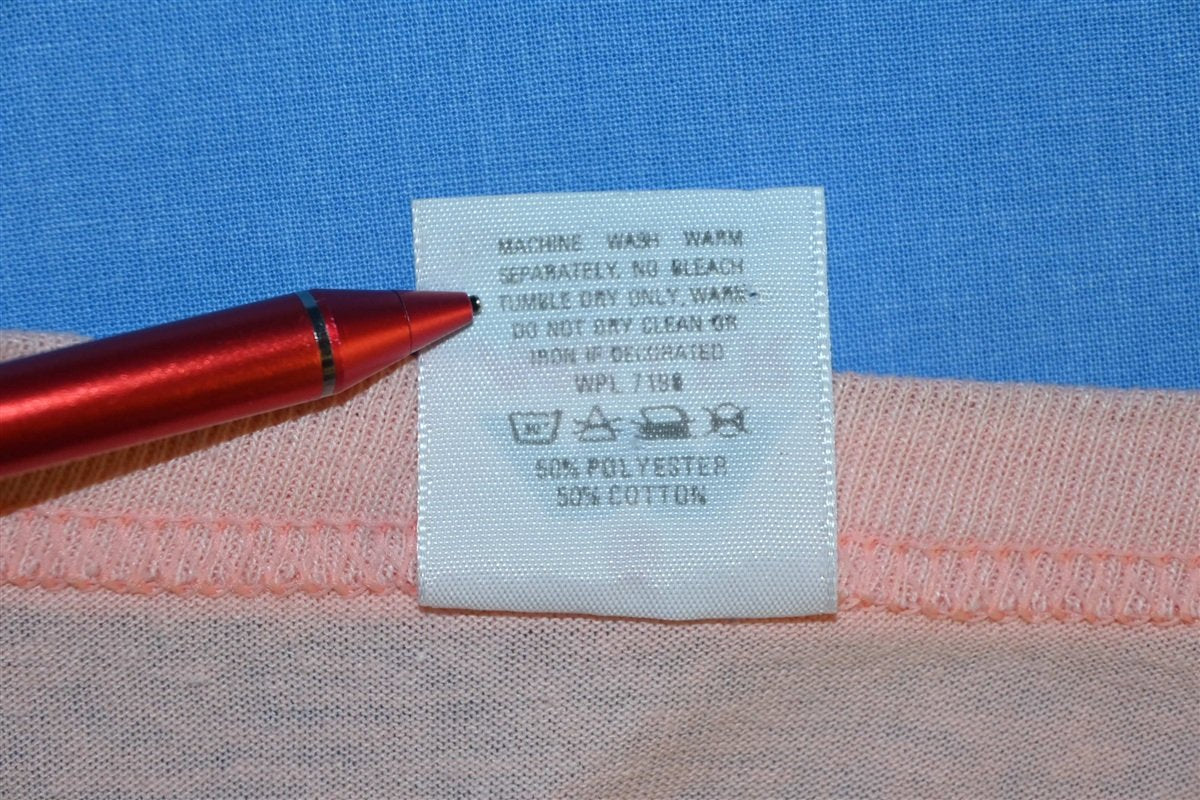 MACHINE WASH WARM
SEPARATELY, NO BLEACH
TUMBLE DRY ONLY, WARM
DO NOT DRY CLEAN OR
IRON IF DECORATED
WPL
50% POLYESTER
50% COTTON